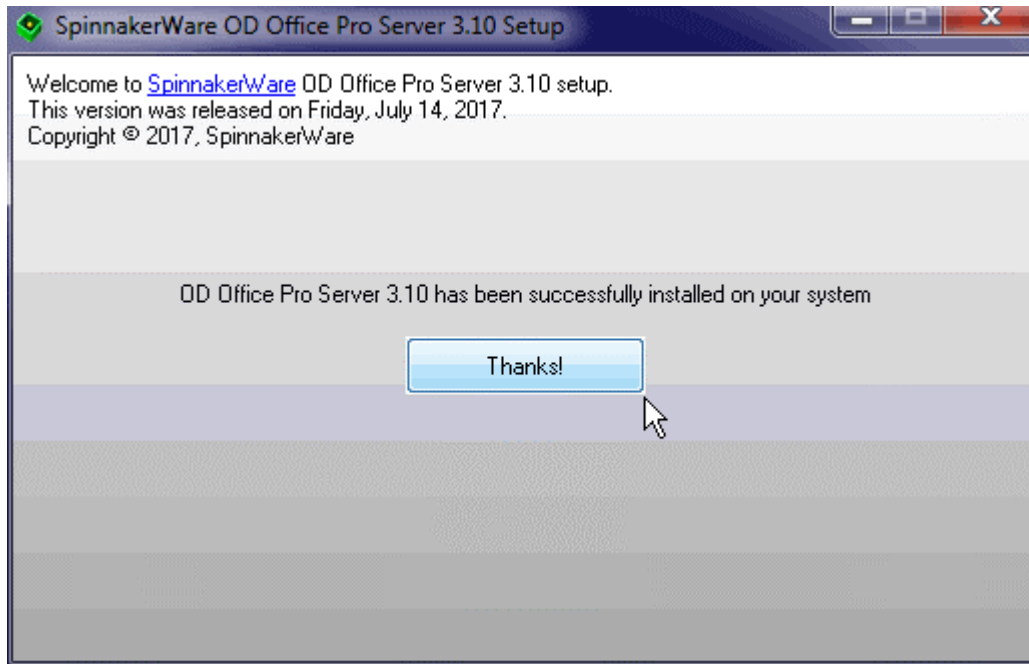 SpinnakerWare OD Office Pro Server 3.10 Setup
Welcome to SpinnakerWare OD Office Pro Server 3.10 setup.
This version was released on Friday, July 14, 2017.
Copyright © 2017, SpinnakerWare
OD Office Pro Server 3.10 has been successfully installed on your system
Thanks!